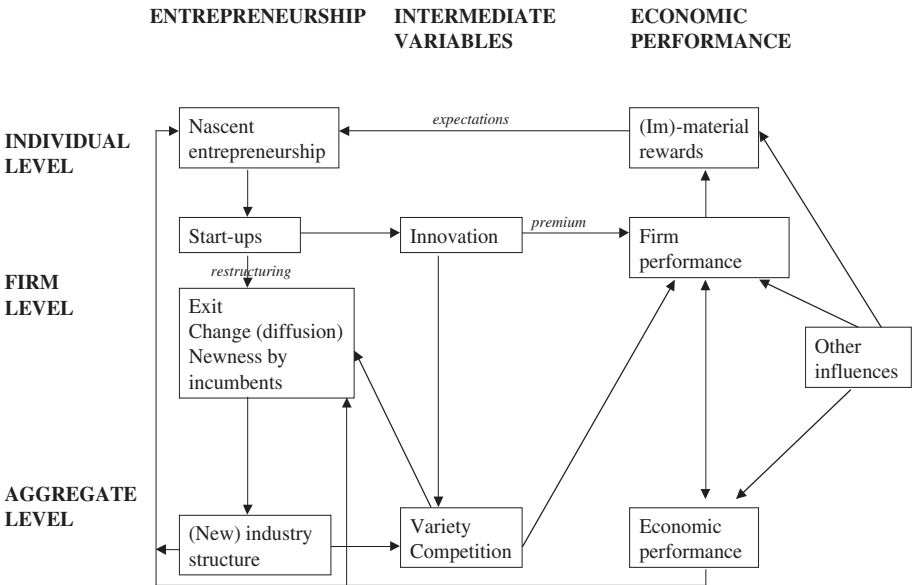 ENTREPRENEURSHIP
INTERMEDIATE
VARIABLES
ECONOMIC
PERFORMANCE
INDIVIDUAL
LEVEL
Nascent
entrepreneurship
expectations
(Im)-material
rewards
FIRM
LEVEL
Start-ups
Innovation
premium
Firm
performance
restructuring
Exit
Change (diffusion)
Newness by
incumbents
Other
influences
AGGREGATE
LEVEL
(New) industry
structure
Variety
Competition
Economic
performance